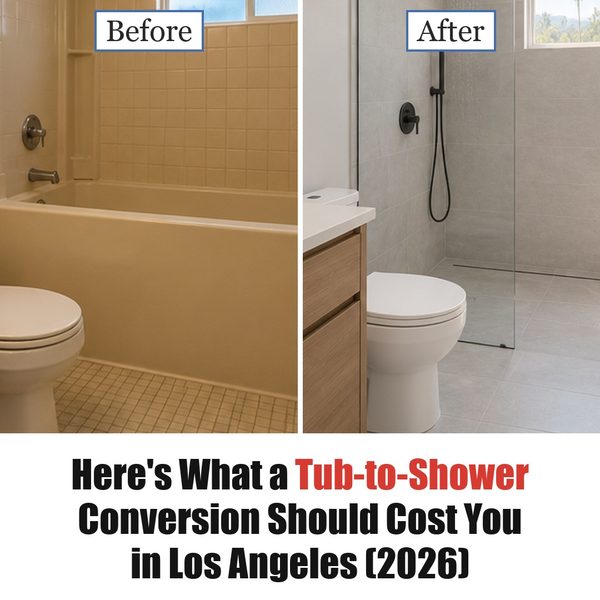 Before
After
Here's What a Tub-to-Shower
Conversion Should Cost You
in Los Angeles (2026)